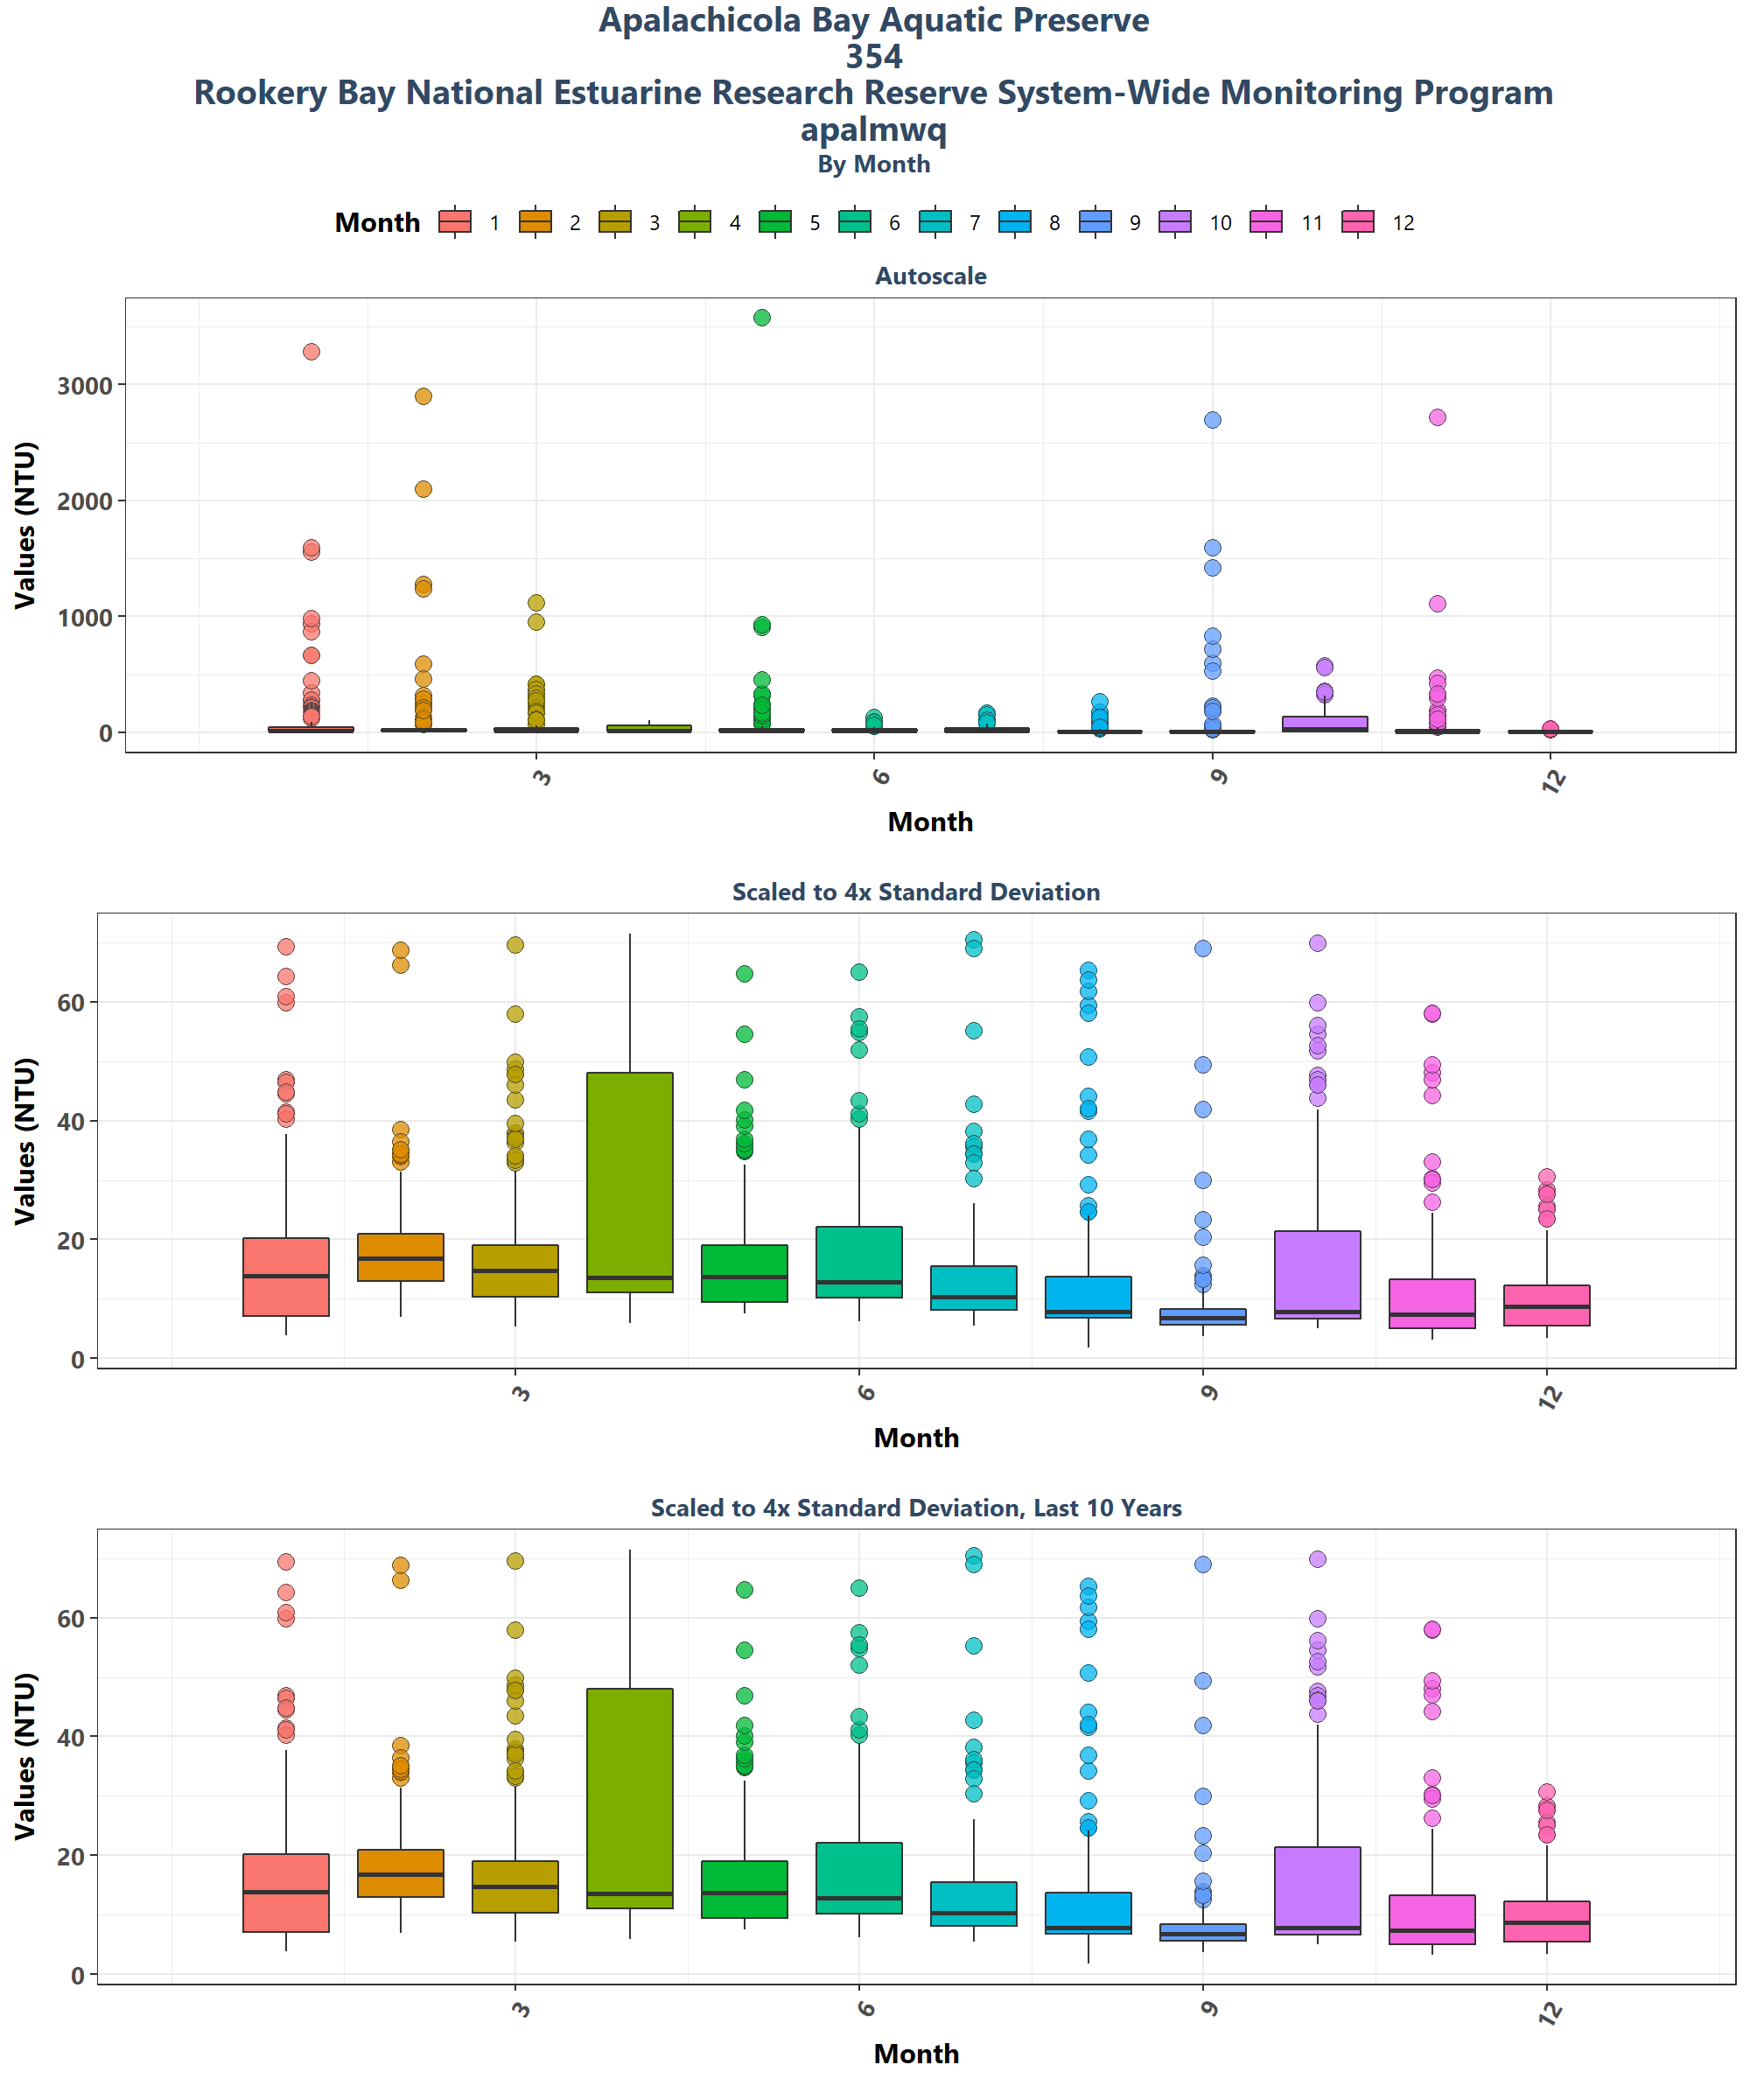 Apalachicola Bay Aquatic Preserve
354
Rookery Bay National Estuarine Research Reserve System-Wide Monitoring Program
apalmwq
By Month
Month 1 2 3 4 5 6 7 8 9 10 11 12
Autoscale
Values (NTU)
3000
2000
1000
0
3 6 9 12
Month
Scaled to 4x Standard Deviation
Values (NTU)
60
40
20
0
3 6 9 12
Month
Scaled to 4x Standard Deviation, Last 10 Years
Values (NTU)
60
40
20
0
3 6 9 12
Month